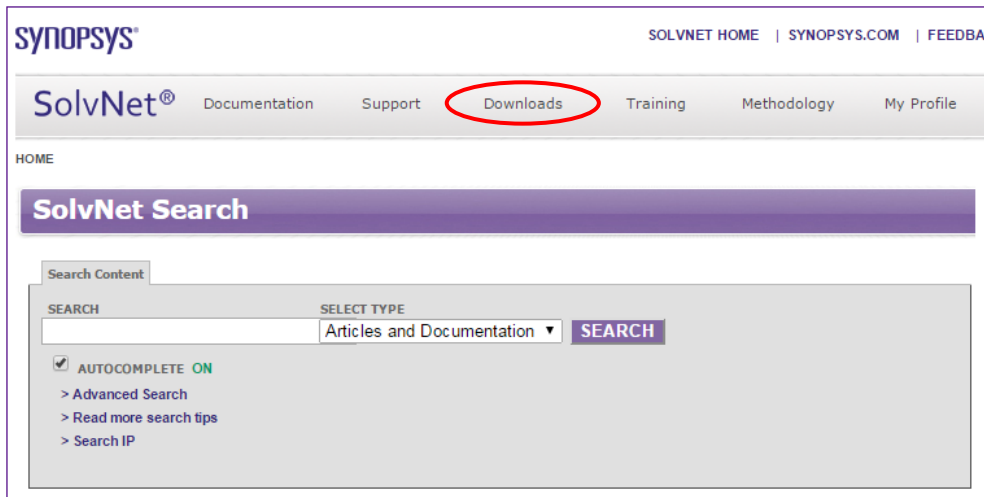 SYNOPSYS®
SOLVNET HOME | SYNOPSYS.COM | FEEDBA
SolvNet® Documentation Support Downloads Training Methodology My Profile
HOME
SolvNet Search
Search Content
SEARCH SELECT TYPE
Articles and Documentation SEARCH
AUTOCOMPLETE ON
> Advanced Search
> Read more search tips
> Search IP